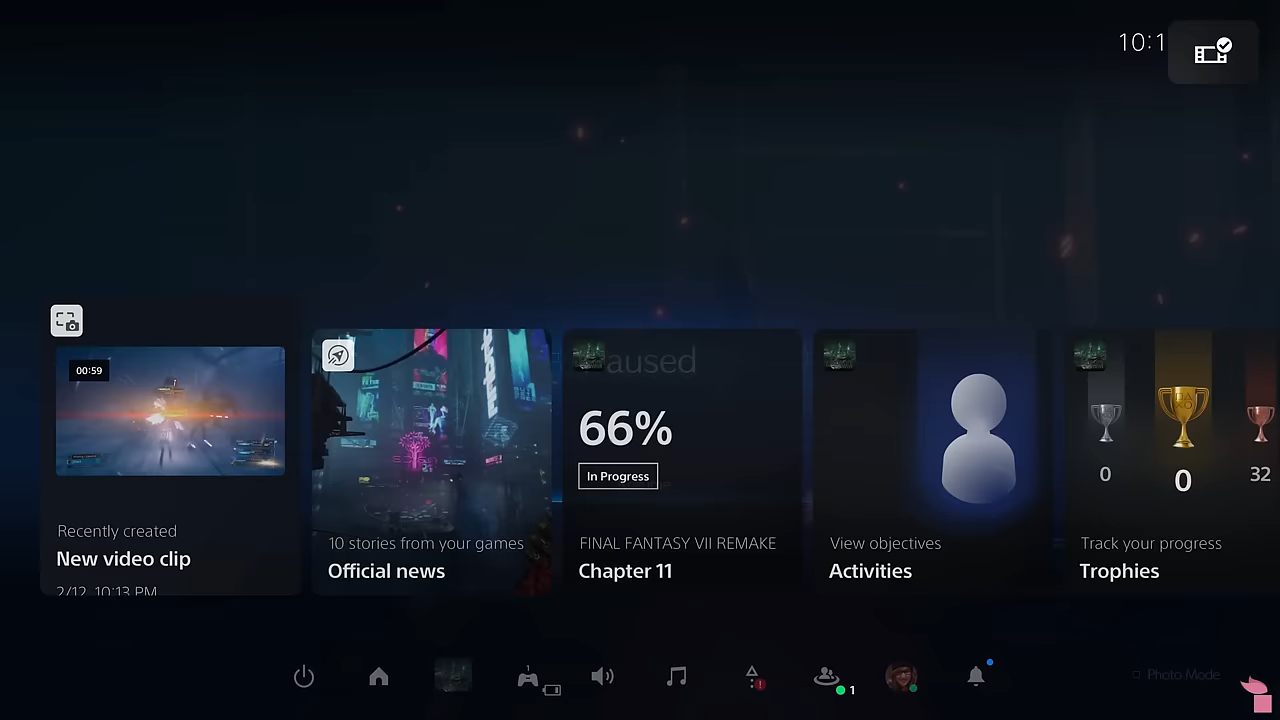 10:1
00:59
Recently created
New video clip
2/12, 10:13 PM
10 stories from your games
Official news
aused
66%
In Progress
FINAL FANTASY VII REMAKE
Chapter 11
View objectives
Activities
0
0
32
Track your progress
Trophies
1
1
Photo Mode